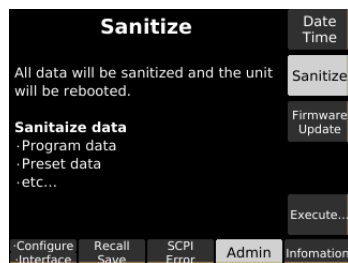 Sanitize
All data will be sanitized and the unit
will be rebooted.
Sanitaize data
·Program data
·Preset data
·etc...
Date
Time
Sanitize
Firmware
Update
Execute...
·Configure
·Interface
Recall
Save
SCPI
Error
Admin
Infomation